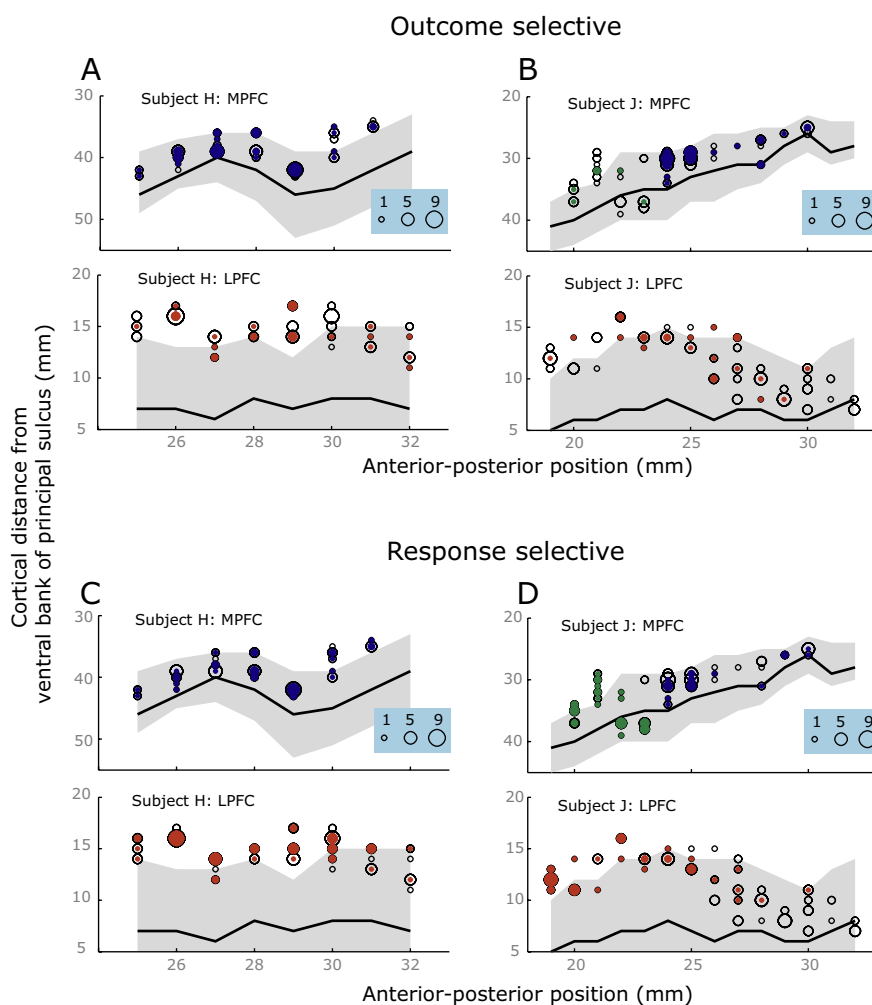 Outcome selective
A
B
Subject H: MPFC
Subject J: MPFC
30
40
50
1 5 9
20
30
40
1 5 9
Subject H: LPFC
Subject J: LPFC
20
15
10
5
26 28 30 32
20
15
10
5
20 25 30
Anterior-posterior position (mm)
Cortical distance from
ventral bank of principal sulcus (mm)
Response selective
C
D
Subject H: MPFC
Subject J: MPFC
30
40
50
1 5 9
20
30
40
1 5 9
Subject H: LPFC
Subject J: LPFC
20
15
10
5
26 28 30 32
20
15
10
5
20 25 30
Anterior-posterior position (mm)